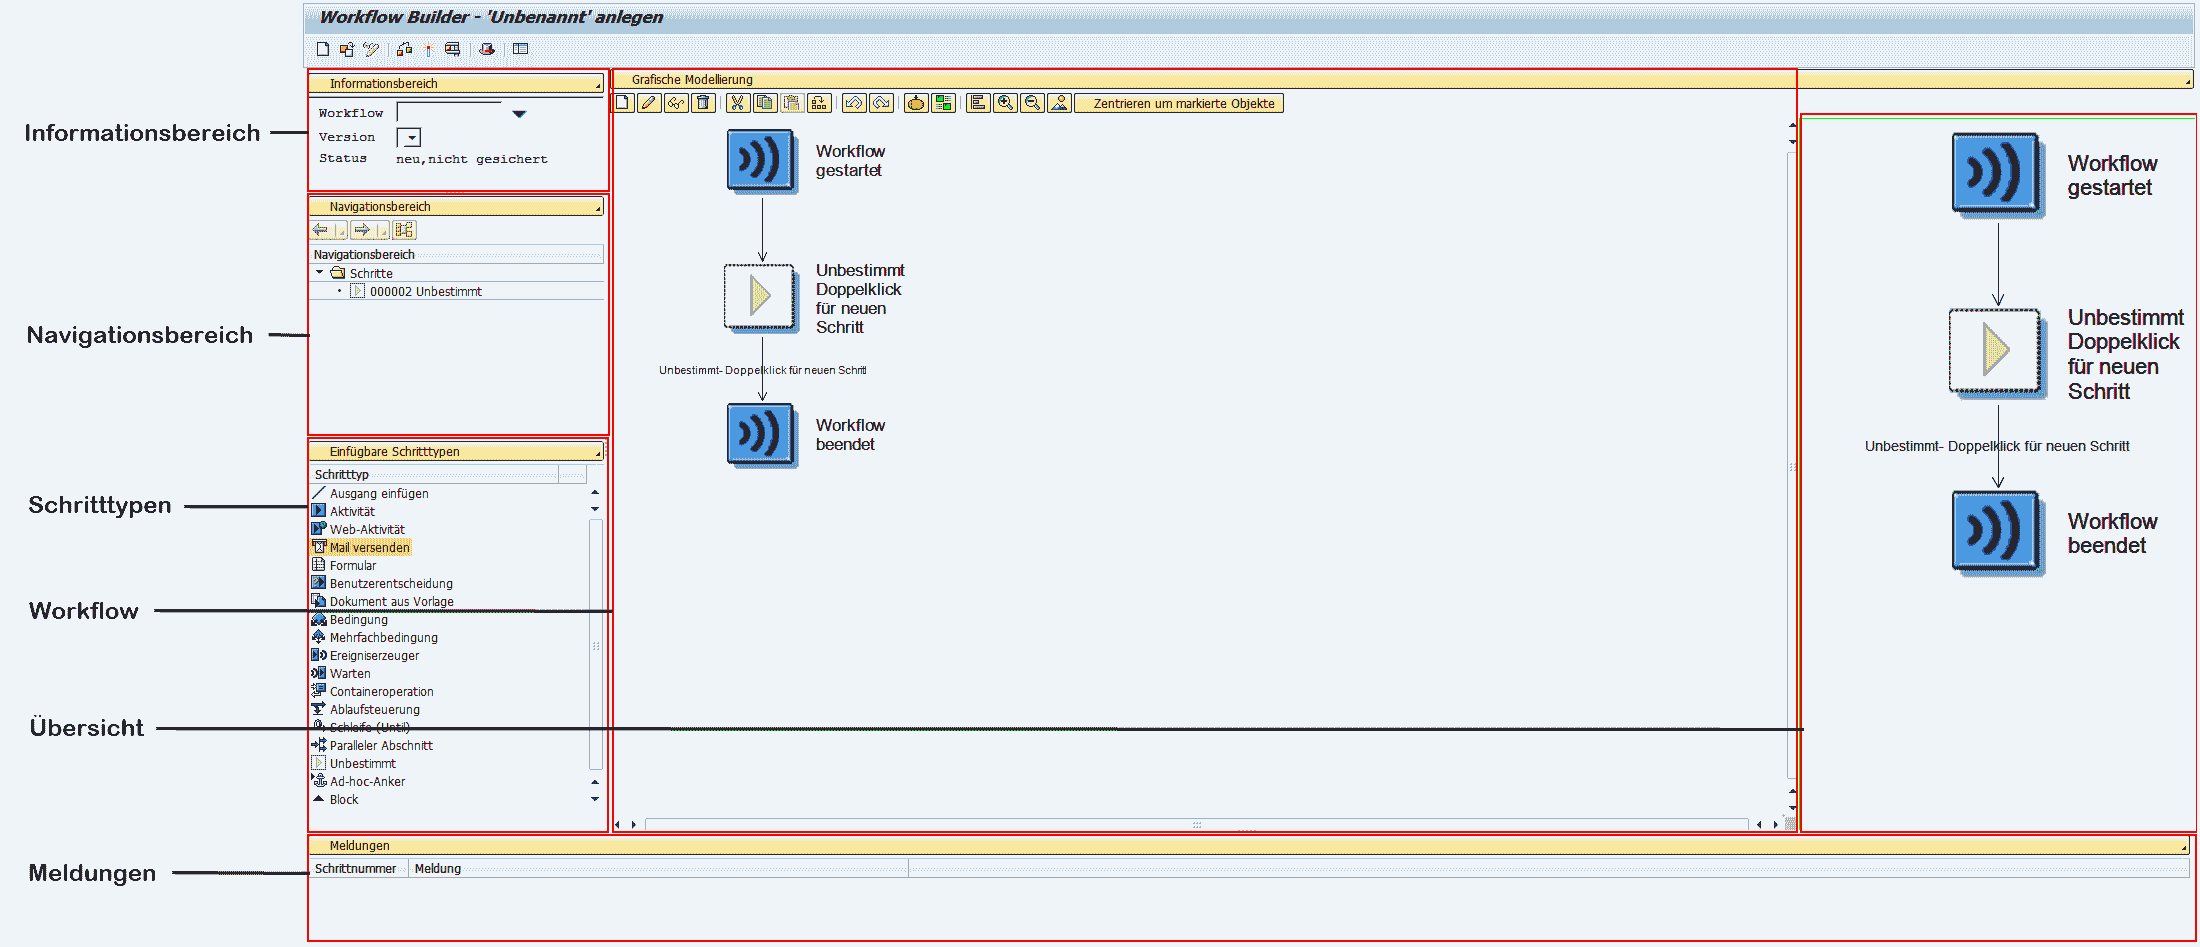 Workflow Builder - 'Unbenannt' anlegen
Informationsbereich
Informationsbereich
Workflow
Version
Status neu,nicht gesichert
Navigationsbereich
Navigationsbereich
Navigationsbereich
Schritte
000002 Unbestimmt
Schritttypen
Einfügbare Schritttypen
Schritttyp
Ausgang einfügen
Aktivität
Web-Aktivität
Mail versenden
Formular
Benutzerentscheidung
Dokument aus Vorlage
Bedingung
Mehrfachbedingung
Ereigniserzeuger
Warten
Containeroperation
Ablaufsteuerung
Schleife (Until)
Paralleler Abschnitt
Unbestimmt
Ad-hoc-Anker
Block
Workflow
Grafische Modellierung
Zentrieren um markierte Objekte
Workflow
gestartet
Unbestimmt
Doppelklick
für neuen
Schritt
Unbestimmt- Doppelklick für neuen Schritt
Workflow
beendet
Übersicht
Workflow
gestartet
Unbestimmt
Doppelklick
für neuen
Schritt
Unbestimmt- Doppelklick für neuen Schritt
Workflow
beendet
Meldungen
Meldungen
Schrittnummer Meldung